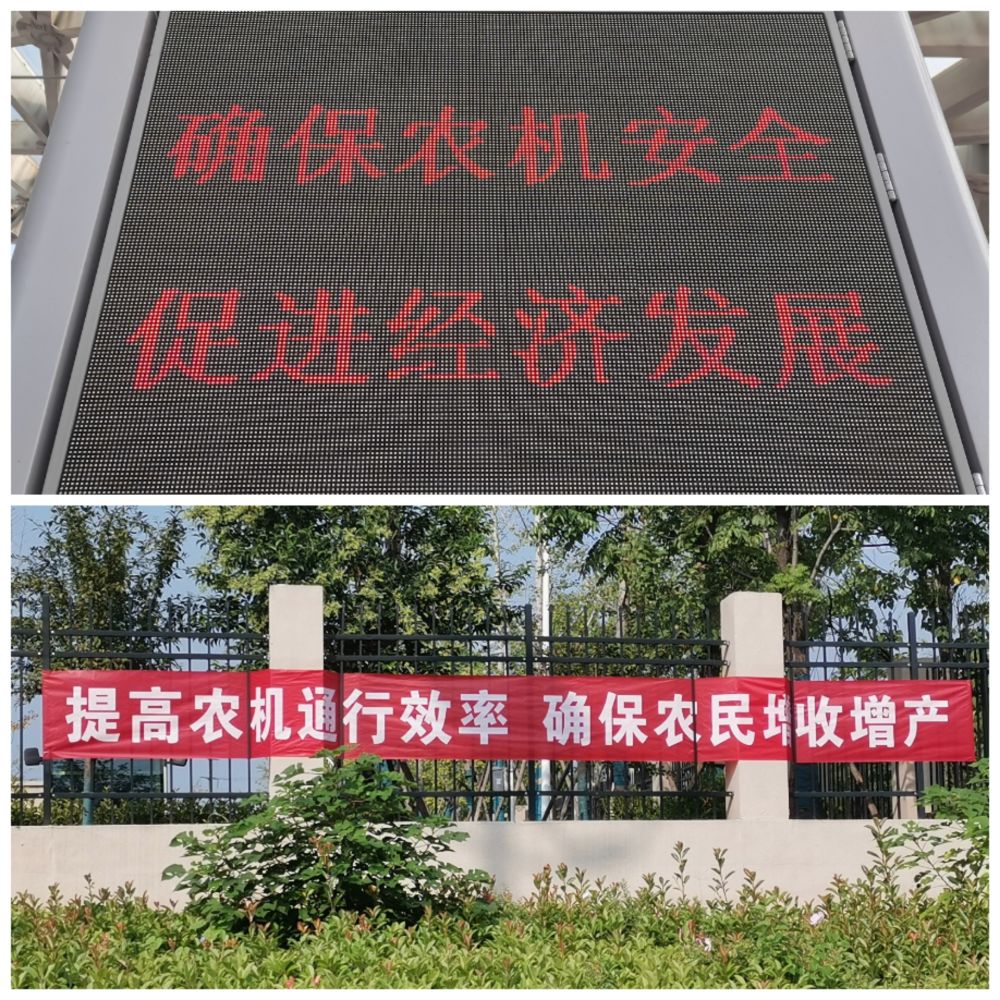 确保农机安全
促进经济发展
提高农机通行效率 确保农民增收增产